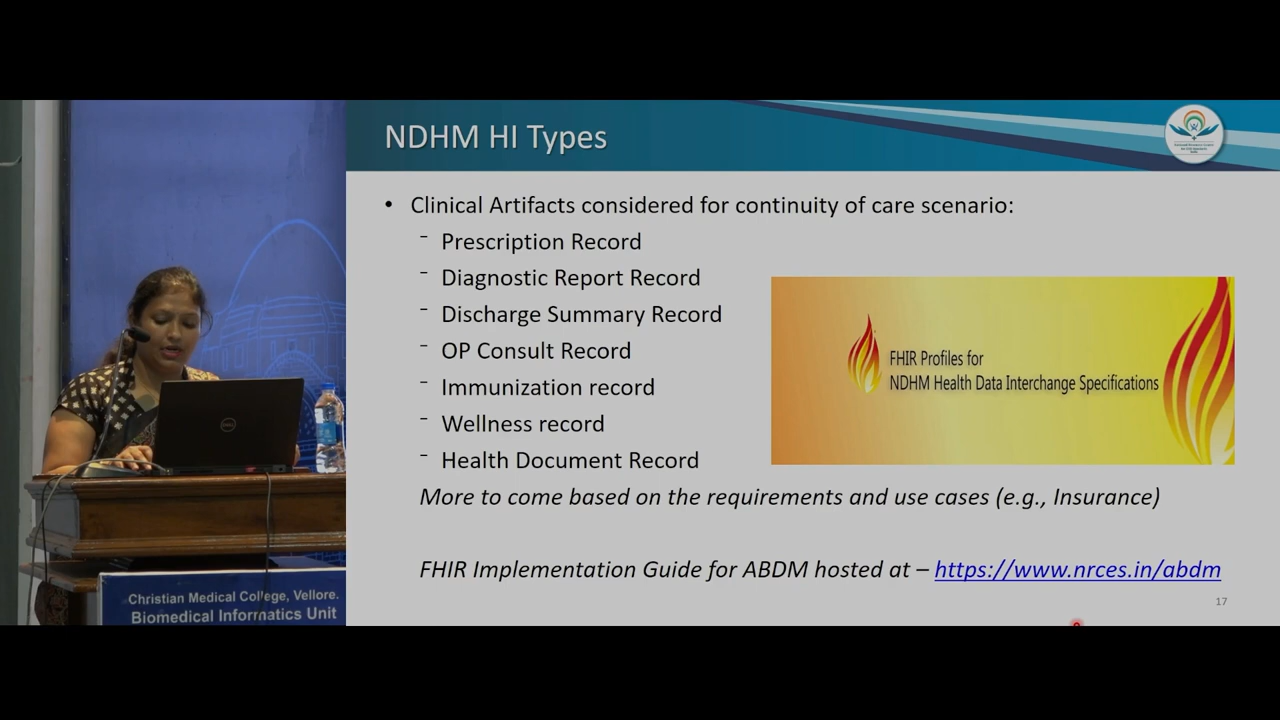 NDHM HI Types
• Clinical Artifacts considered for continuity of care scenario:
- Prescription Record
- Diagnostic Report Record
- Discharge Summary Record
- OP Consult Record
- Immunization record
- Wellness record
- Health Document Record
More to come based on the requirements and use cases (e.g., Insurance)
FHIR Profiles for
NDHM Health Data Interchange Specifications
FHIR Implementation Guide for ABDM hosted at – https://www.nrces.in/abdm
17
DELL
Christian Medical College, Vellore.
Biomedical Informatics Unit